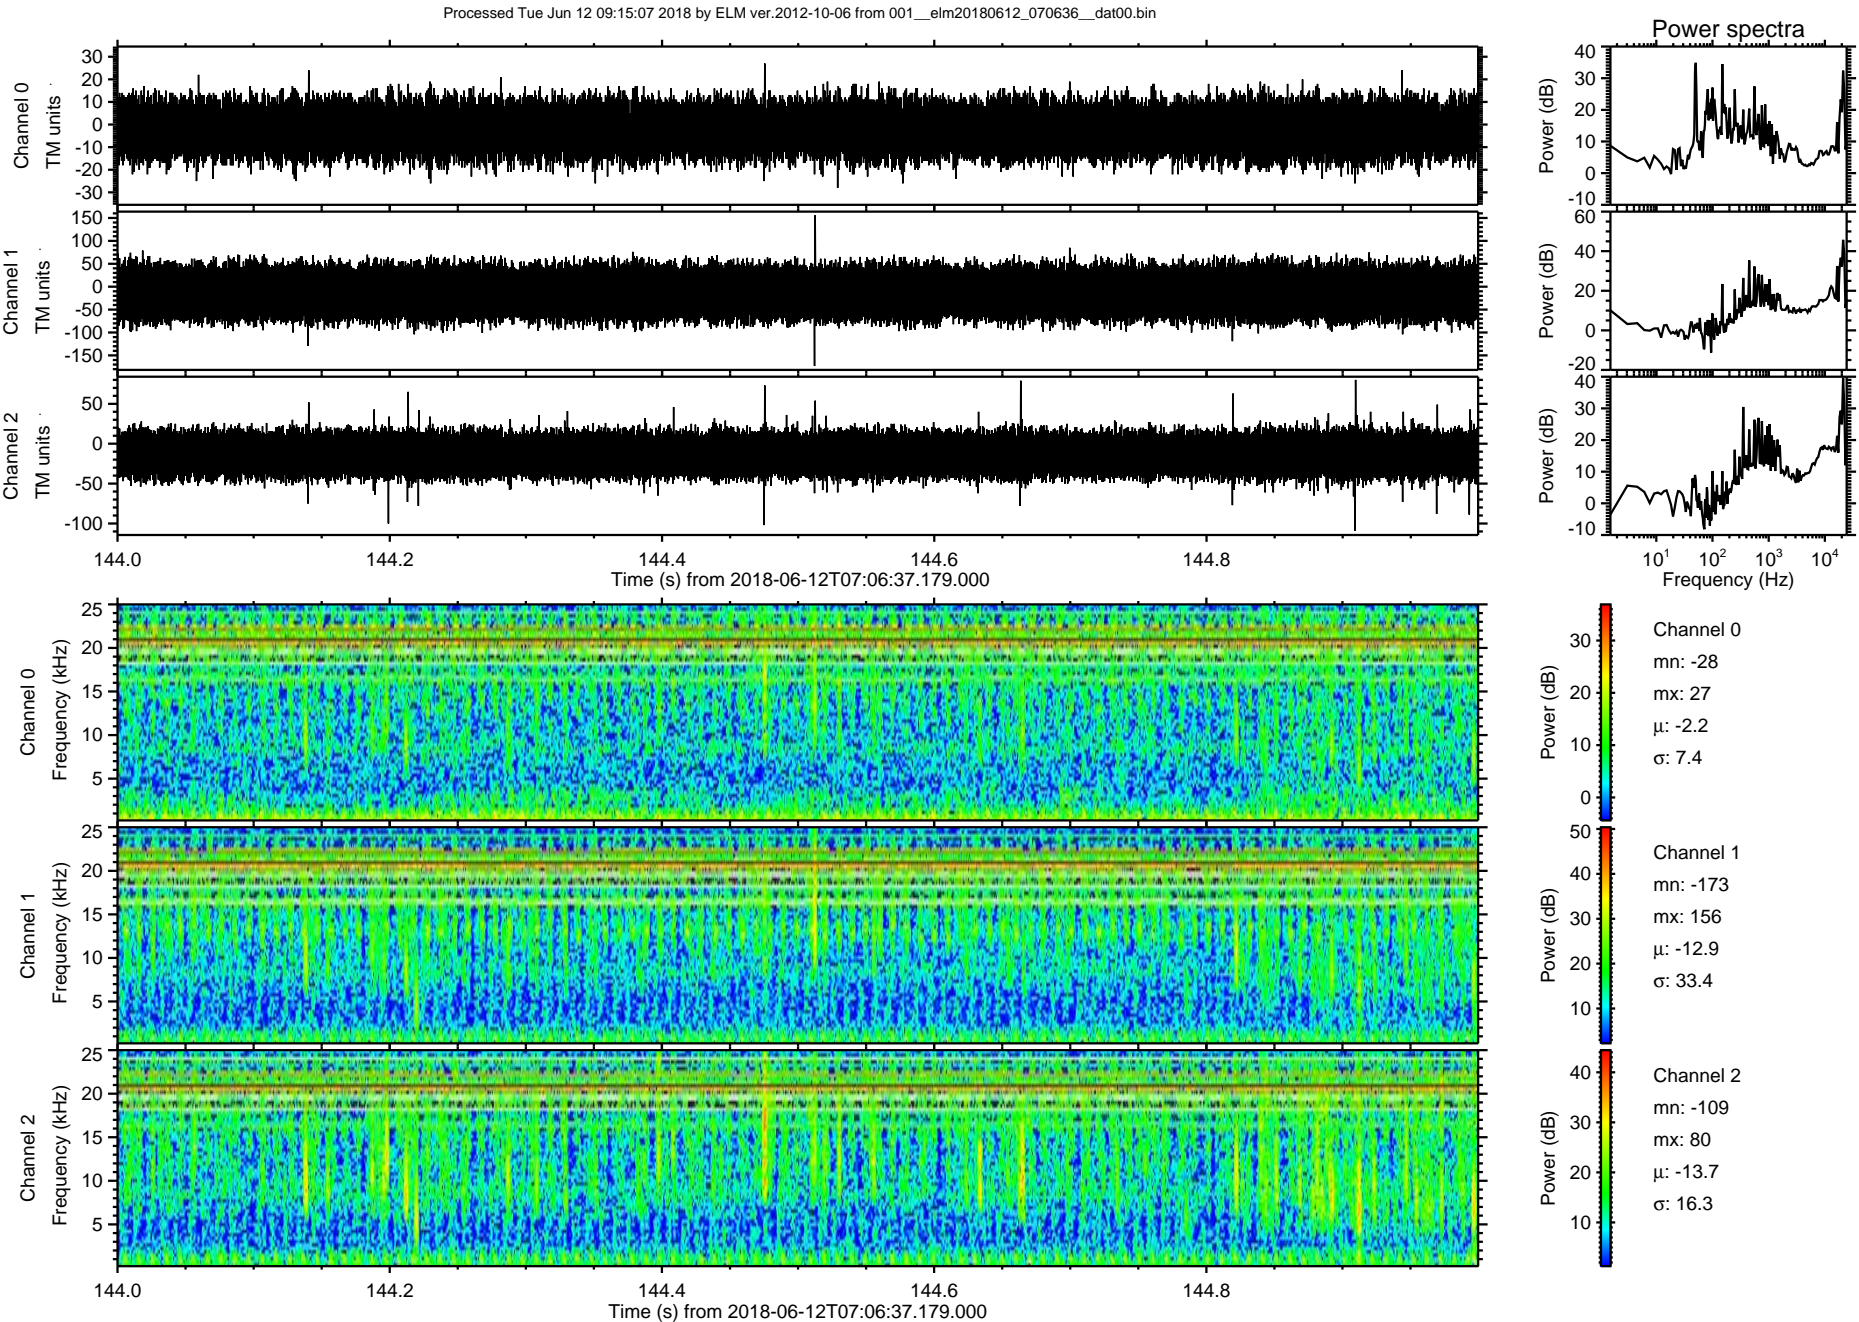 Processed Tue Jun 12 09:15:07 2018 by ELM ver.2012-10-06 from 001__elm20180612_070636__dat00.bin
Power spectra
Channel 0
TM units
30
20
10
0
-10
-20
-30
Power (dB)
40
30
20
10
0
-10
Channel 1
TM units
150
100
50
0
-50
-100
-150
Power (dB)
60
40
20
0
-20
Channel 2
TM units
50
0
-50
-100
Power (dB)
40
30
20
10
0
-10
144.0 144.2 144.4 144.6 144.8
Time (s) from 2018-06-12T07:06:37.179.000
10^1 10^2 10^3 10^4
Frequency (Hz)
Channel 0
Frequency (kHz)
25
20
15
10
5
Power (dB)
30
20
10
0
Channel 0
mn: -28
mx: 27
μ: -2.2
σ: 7.4
Channel 1
Frequency (kHz)
25
20
15
10
5
Power (dB)
50
40
30
20
10
Channel 1
mn: -173
mx: 156
μ: -12.9
σ: 33.4
Channel 2
Frequency (kHz)
25
20
15
10
5
Power (dB)
40
30
20
10
Channel 2
mn: -109
mx: 80
μ: -13.7
σ: 16.3
144.0 144.2 144.4 144.6 144.8
Time (s) from 2018-06-12T07:06:37.179.000